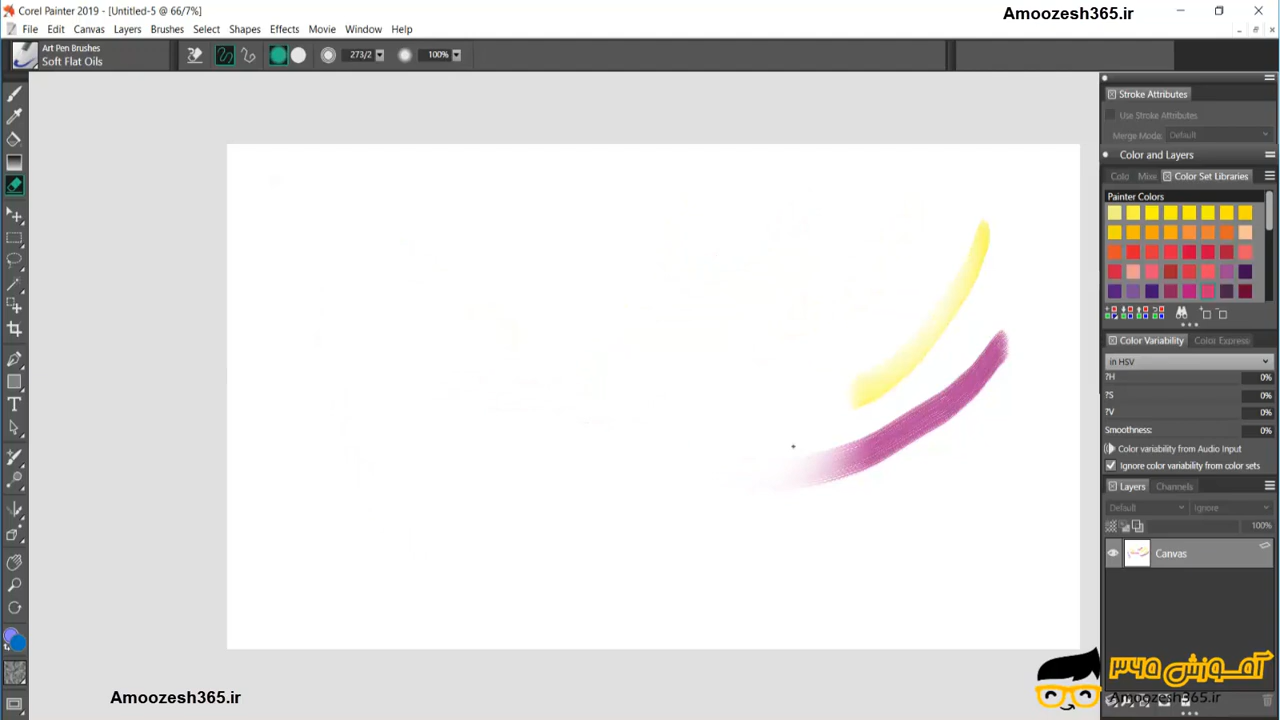 Corel Painter 2019 - [Untitled-5 @ 66/7%]
Amoozesh365.ir
File Edit Canvas Layers Brushes Select Shapes Effects Movie Window Help
Art Pen Brushes
Soft Flat Oils
273/2
100%
Stroke Attributes
Use Stroke Attributes
Merge Mode: Default
Color and Layers
Colo Mixe Color Set Libraries
Painter Colors
Color Variability Color Express
in HSV
?H 0%
?S 0%
?V 0%
Smoothness: 0%
Color variability from Audio Input
Ignore color variability from color sets
Layers Channels
Default Ignore
100%
Canvas
آموزش ۳۶۵
Amoozesh365.ir
Amoozesh365.ir